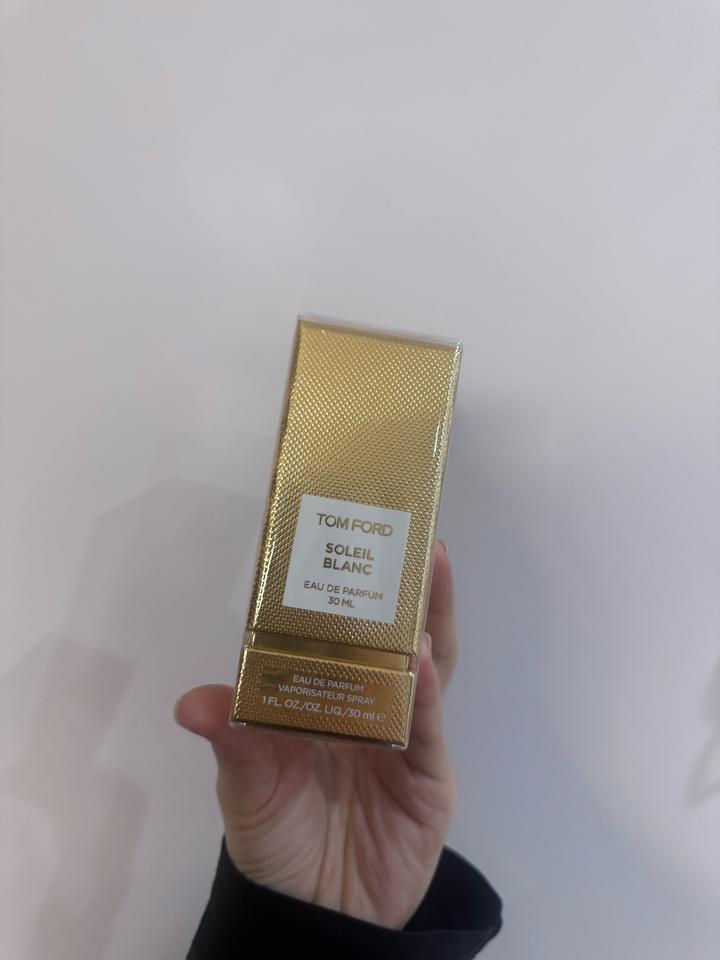 TOM FORD
SOLEIL
BLANC
EAU DE PARFUM
30 ML
EAU DE PARFUM
VAPORISATEUR SPRAY
1 FL. OZ./OZ. LIQ./30 ml ℮